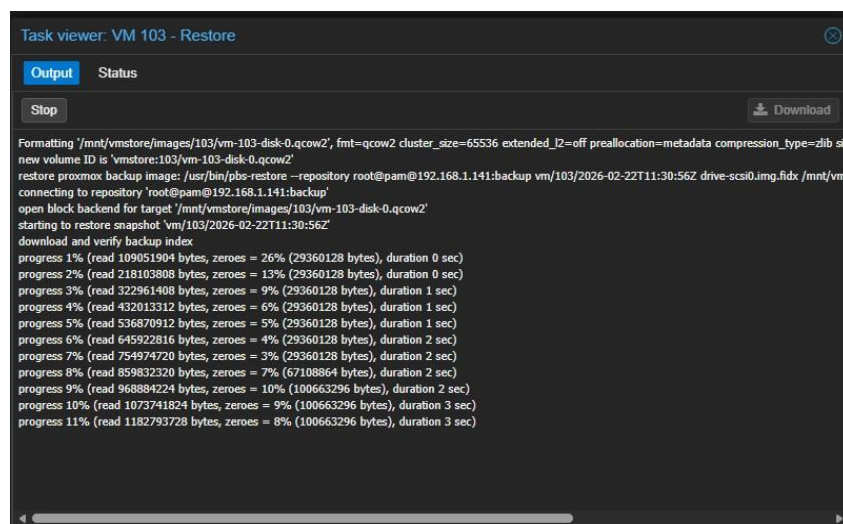 Task viewer: VM 103 - Restore
Output Status
Stop Download
Formatting '/mnt/vmstore/images/103/vm-103-disk-0.qcow2', fmt=qcow2 cluster_size=65536 extended_l2=off preallocation=metadata compression_type=zlib si
new volume ID is 'vmstore:103/vm-103-disk-0.qcow2'
restore proxmox backup image: /usr/bin/pbs-restore --repository root@pam@192.168.1.141:backup vm/103/2026-02-22T11:30:56Z drive-scsi0.img.fidx /mnt/vm
connecting to repository 'root@pam@192.168.1.141:backup'
open block backend for target '/mnt/vmstore/images/103/vm-103-disk-0.qcow2'
starting to restore snapshot 'vm/103/2026-02-22T11:30:56Z'
download and verify backup index
progress 1% (read 109051904 bytes, zeroes = 26% (29360128 bytes), duration 0 sec)
progress 2% (read 218103808 bytes, zeroes = 13% (29360128 bytes), duration 0 sec)
progress 3% (read 322961408 bytes, zeroes = 9% (29360128 bytes), duration 1 sec)
progress 4% (read 432013312 bytes, zeroes = 6% (29360128 bytes), duration 1 sec)
progress 5% (read 536870912 bytes, zeroes = 5% (29360128 bytes), duration 1 sec)
progress 6% (read 645922816 bytes, zeroes = 4% (29360128 bytes), duration 2 sec)
progress 7% (read 754974720 bytes, zeroes = 3% (29360128 bytes), duration 2 sec)
progress 8% (read 859832320 bytes, zeroes = 7% (67108864 bytes), duration 2 sec)
progress 9% (read 968884224 bytes, zeroes = 10% (100663296 bytes), duration 2 sec)
progress 10% (read 1073741824 bytes, zeroes = 9% (100663296 bytes), duration 3 sec)
progress 11% (read 1182793728 bytes, zeroes = 8% (100663296 bytes), duration 3 sec)